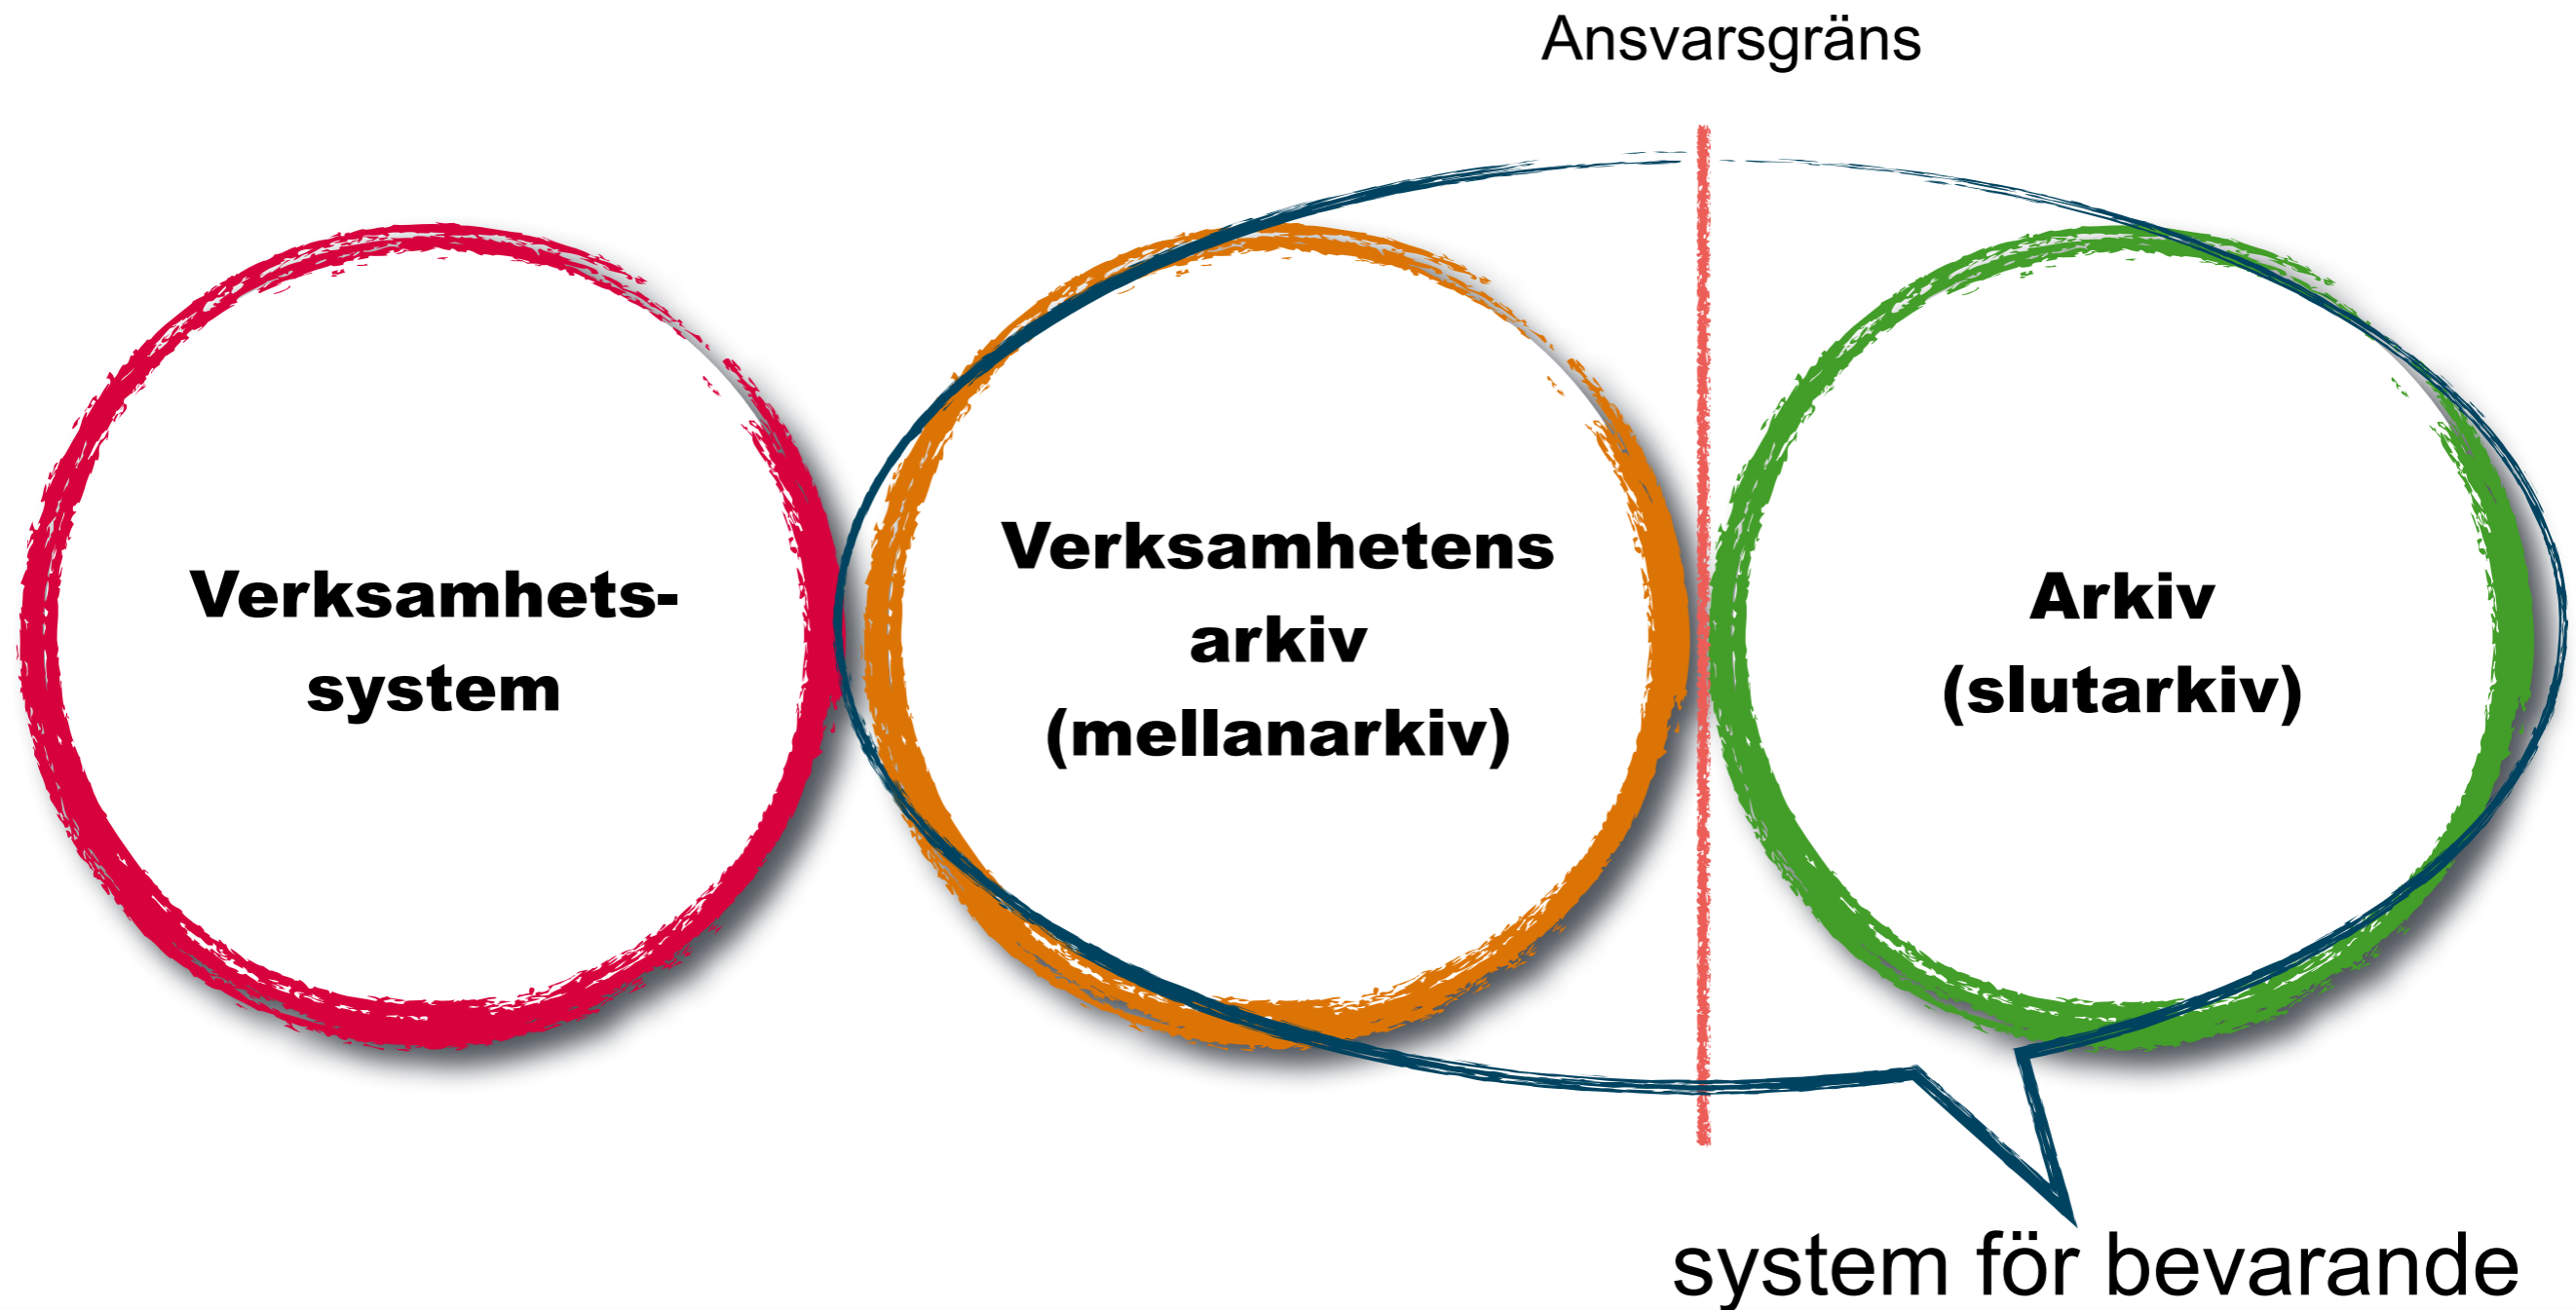 Ansvarsgräns
Verksamhets-
system
Verksamhetens
arkiv
(mellanarkiv)
Arkiv
(slutarkiv)
system för bevarande